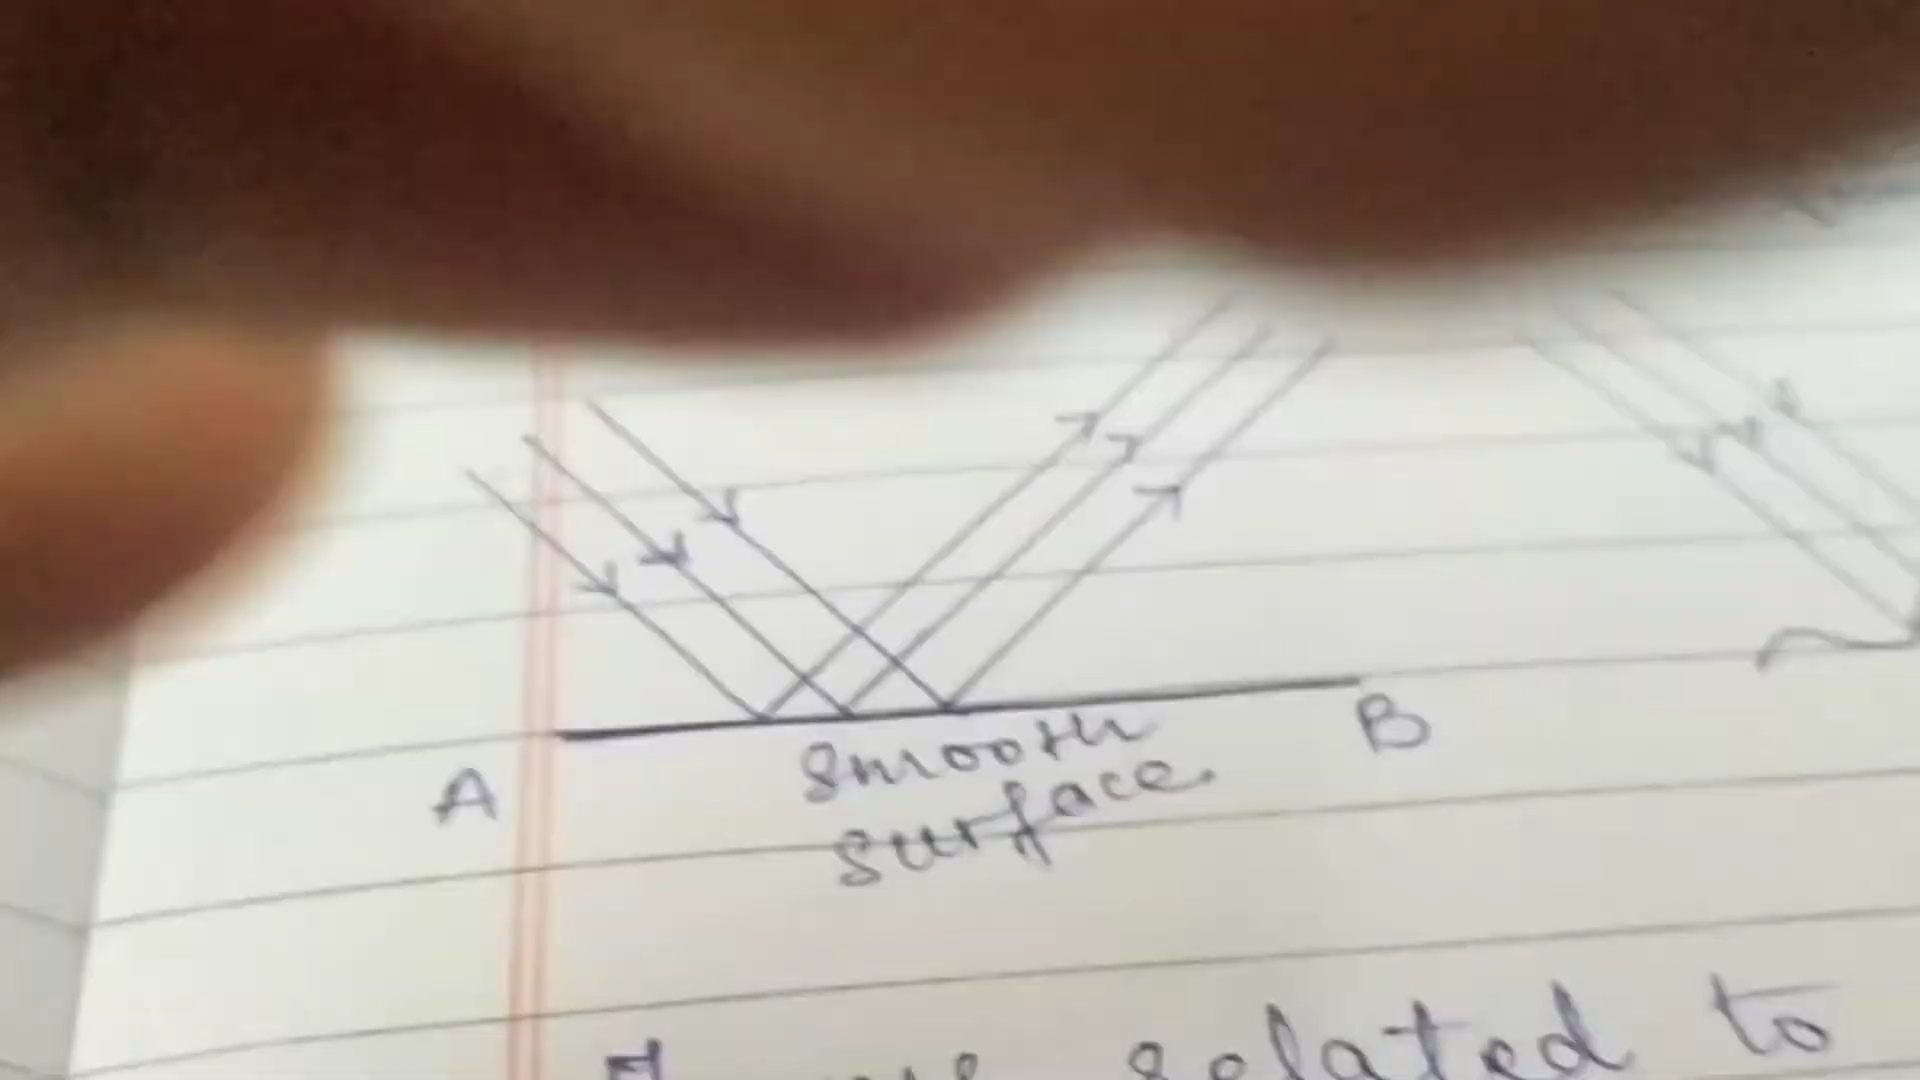 A
B
Smooth
surface.
related to